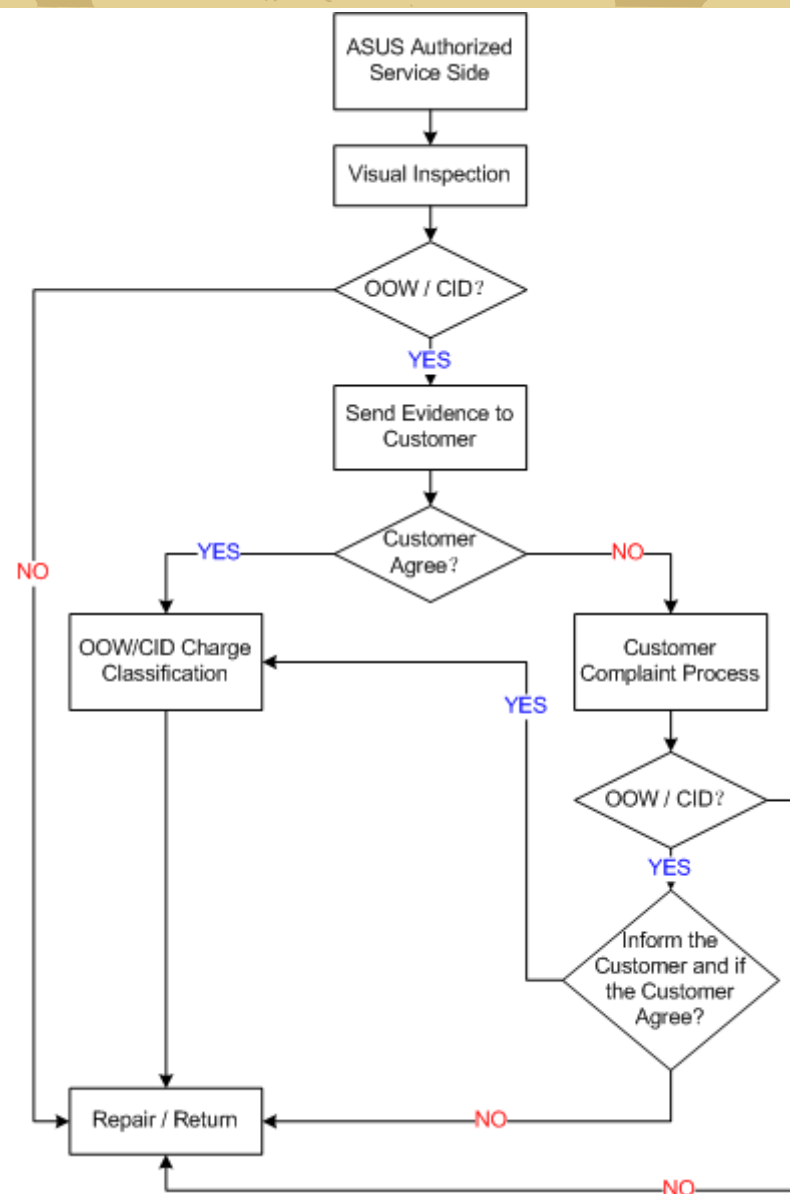 ASUS Authorized
Service Side
Visual Inspection
OOW / CID?
YES
Send Evidence to
Customer
Customer
Agree?
YES
NO
NO
OOW/CID Charge
Classification
Customer
Complaint Process
YES
OOW / CID?
YES
Inform the
Customer and if
the Customer
Agree?
Repair / Return
NO
NO